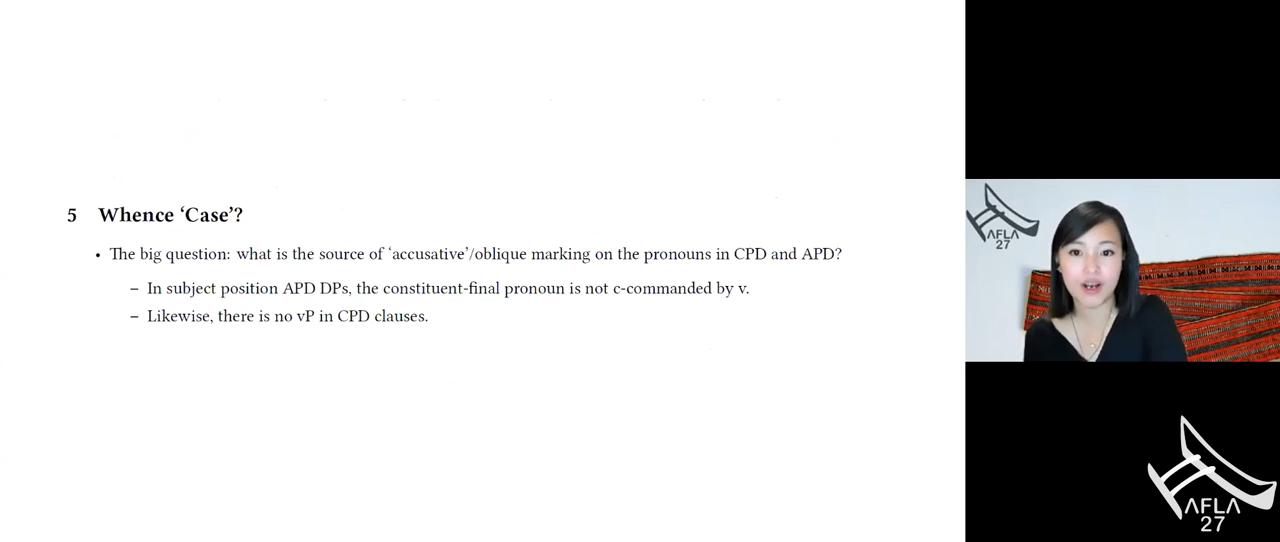 5 Whence ‘Case’?
• The big question: what is the source of ‘accusative’/oblique marking on the pronouns in CPD and APD?
– In subject position APD DPs, the constituent-final pronoun is not c-commanded by v.
– Likewise, there is no vP in CPD clauses.
AFLA
27
AFLA
27